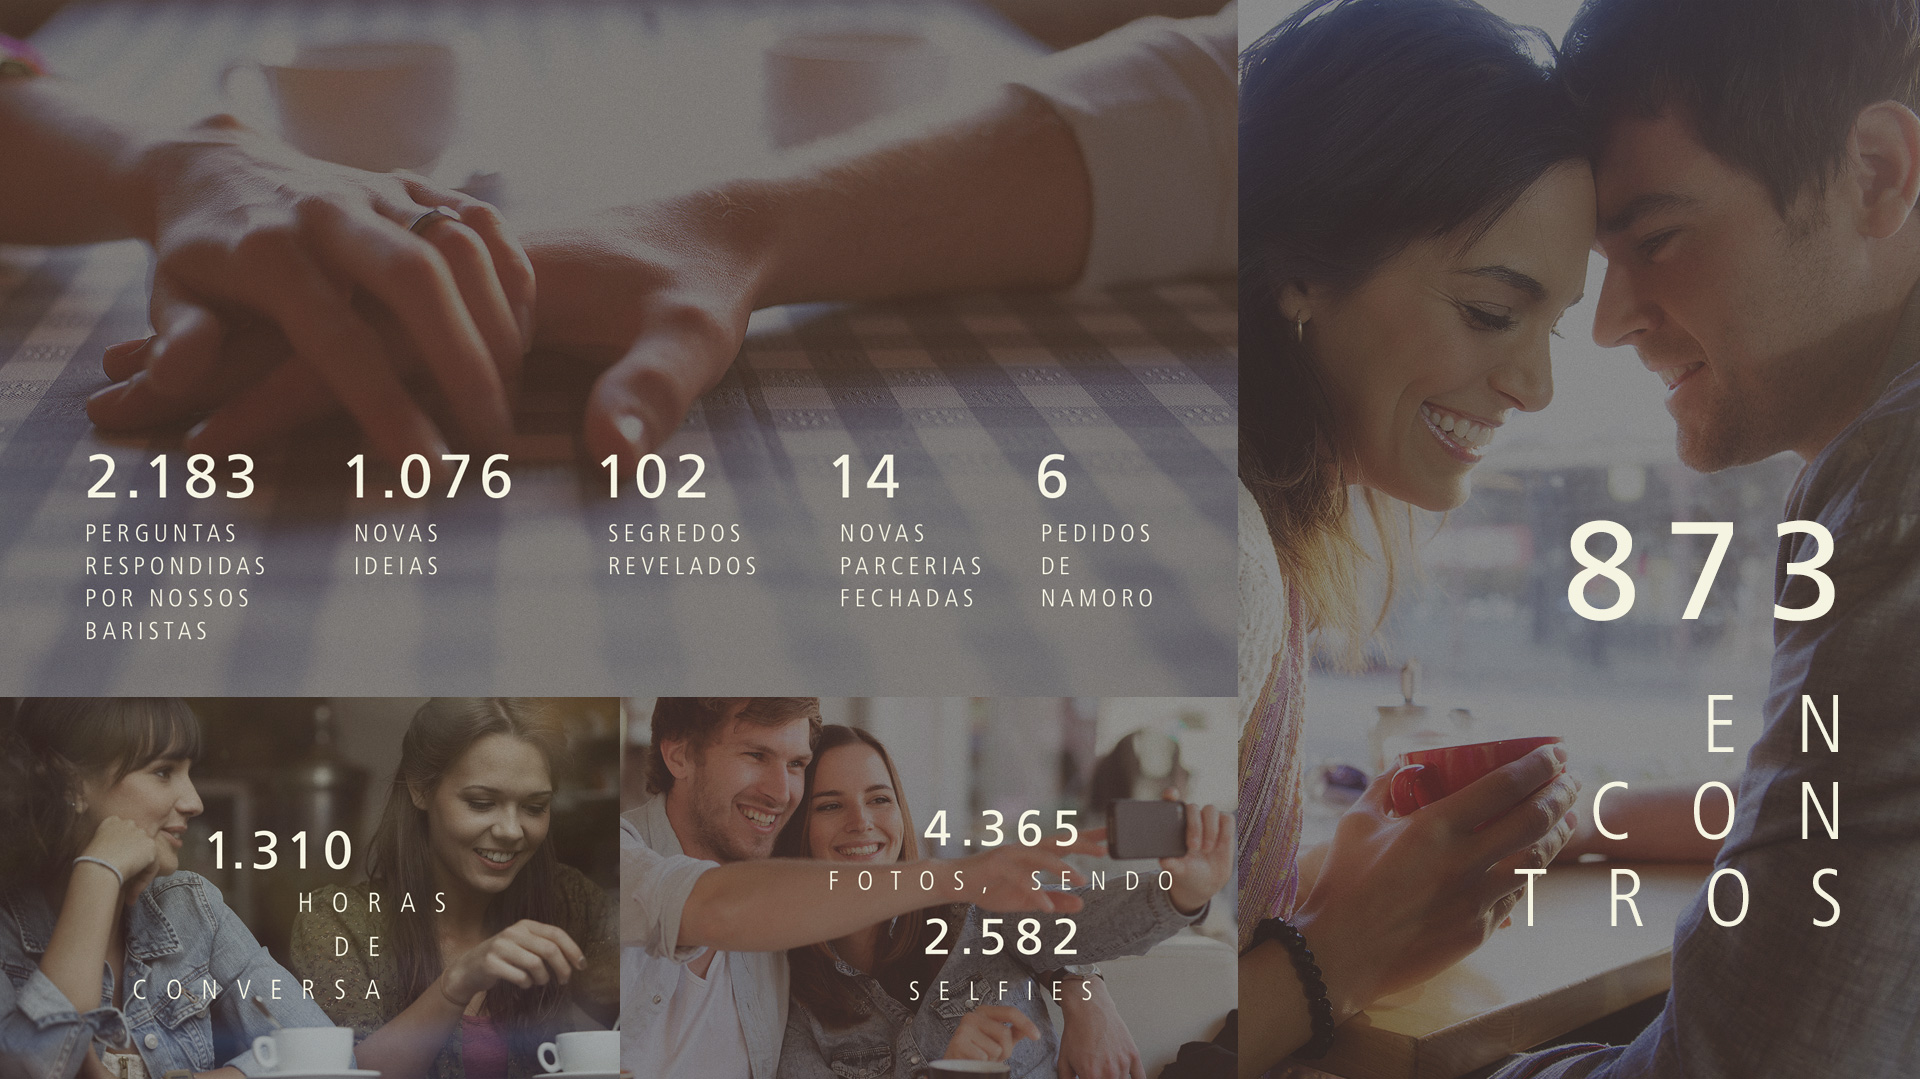 2.183
PERGUNTAS
RESPONDIDAS
POR NOSSOS
BARISTAS
1.076
NOVAS
IDEIAS
102
SEGREDOS
REVELADOS
14
NOVAS
PARCERIAS
FECHADAS
6
PEDIDOS
DE
NAMORO
873
EN
CON
TROS
1.310
HORAS
DE
CONVERSA
4.365
FOTOS, SENDO
2.582
SELFIES